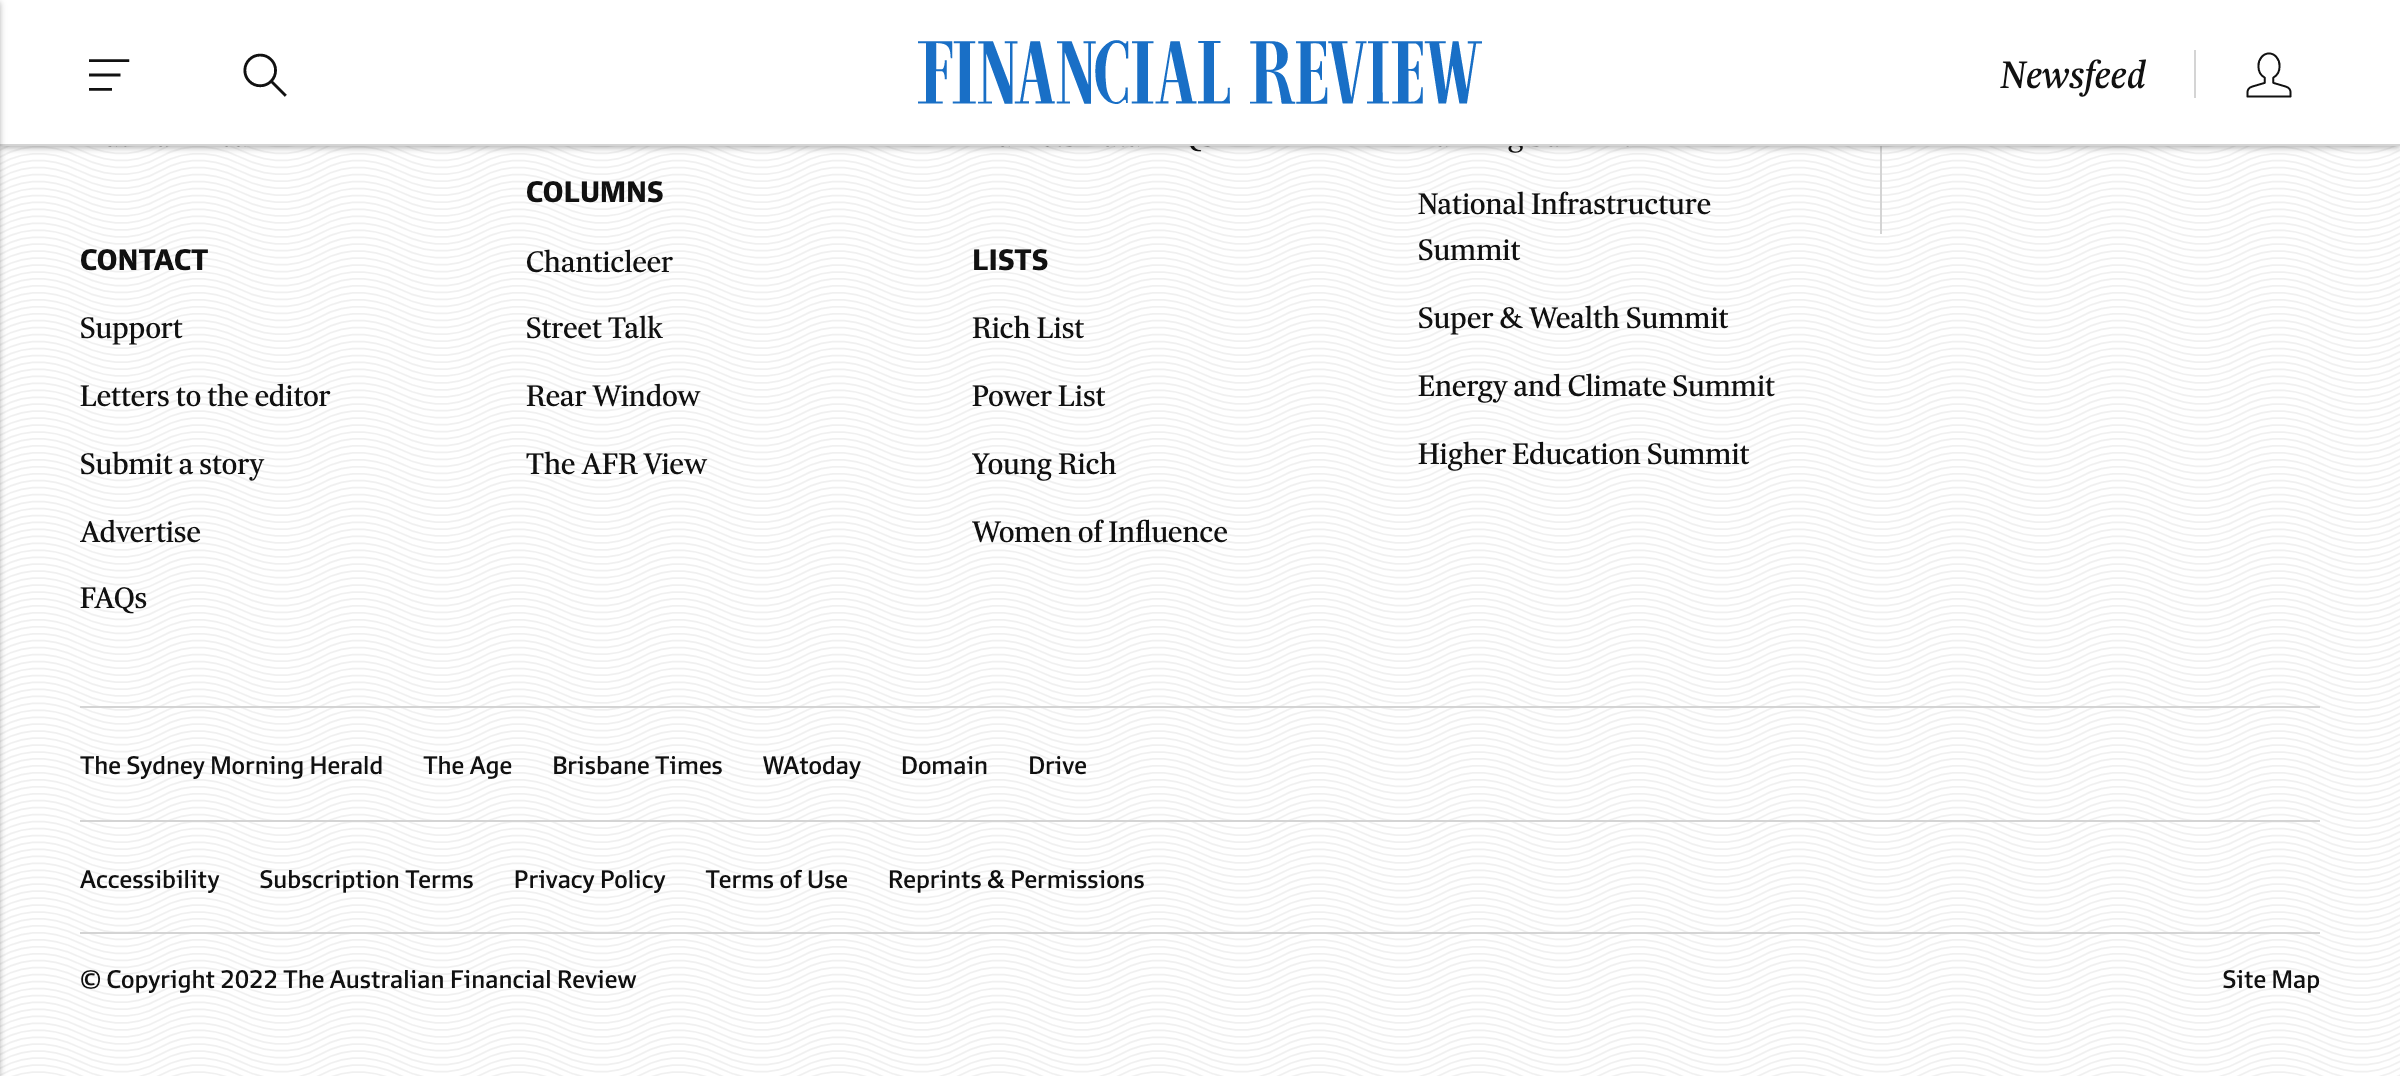 FINANCIAL REVIEW
Newsfeed
CONTACT
Support
Letters to the editor
Submit a story
Advertise
FAQs
COLUMNS
Chanticleer
Street Talk
Rear Window
The AFR View
LISTS
Rich List
Power List
Young Rich
Women of Influence
National Infrastructure
Summit
Super & Wealth Summit
Energy and Climate Summit
Higher Education Summit
The Sydney Morning Herald The Age Brisbane Times WAtoday Domain Drive
Accessibility Subscription Terms Privacy Policy Terms of Use Reprints & Permissions
© Copyright 2022 The Australian Financial Review Site Map